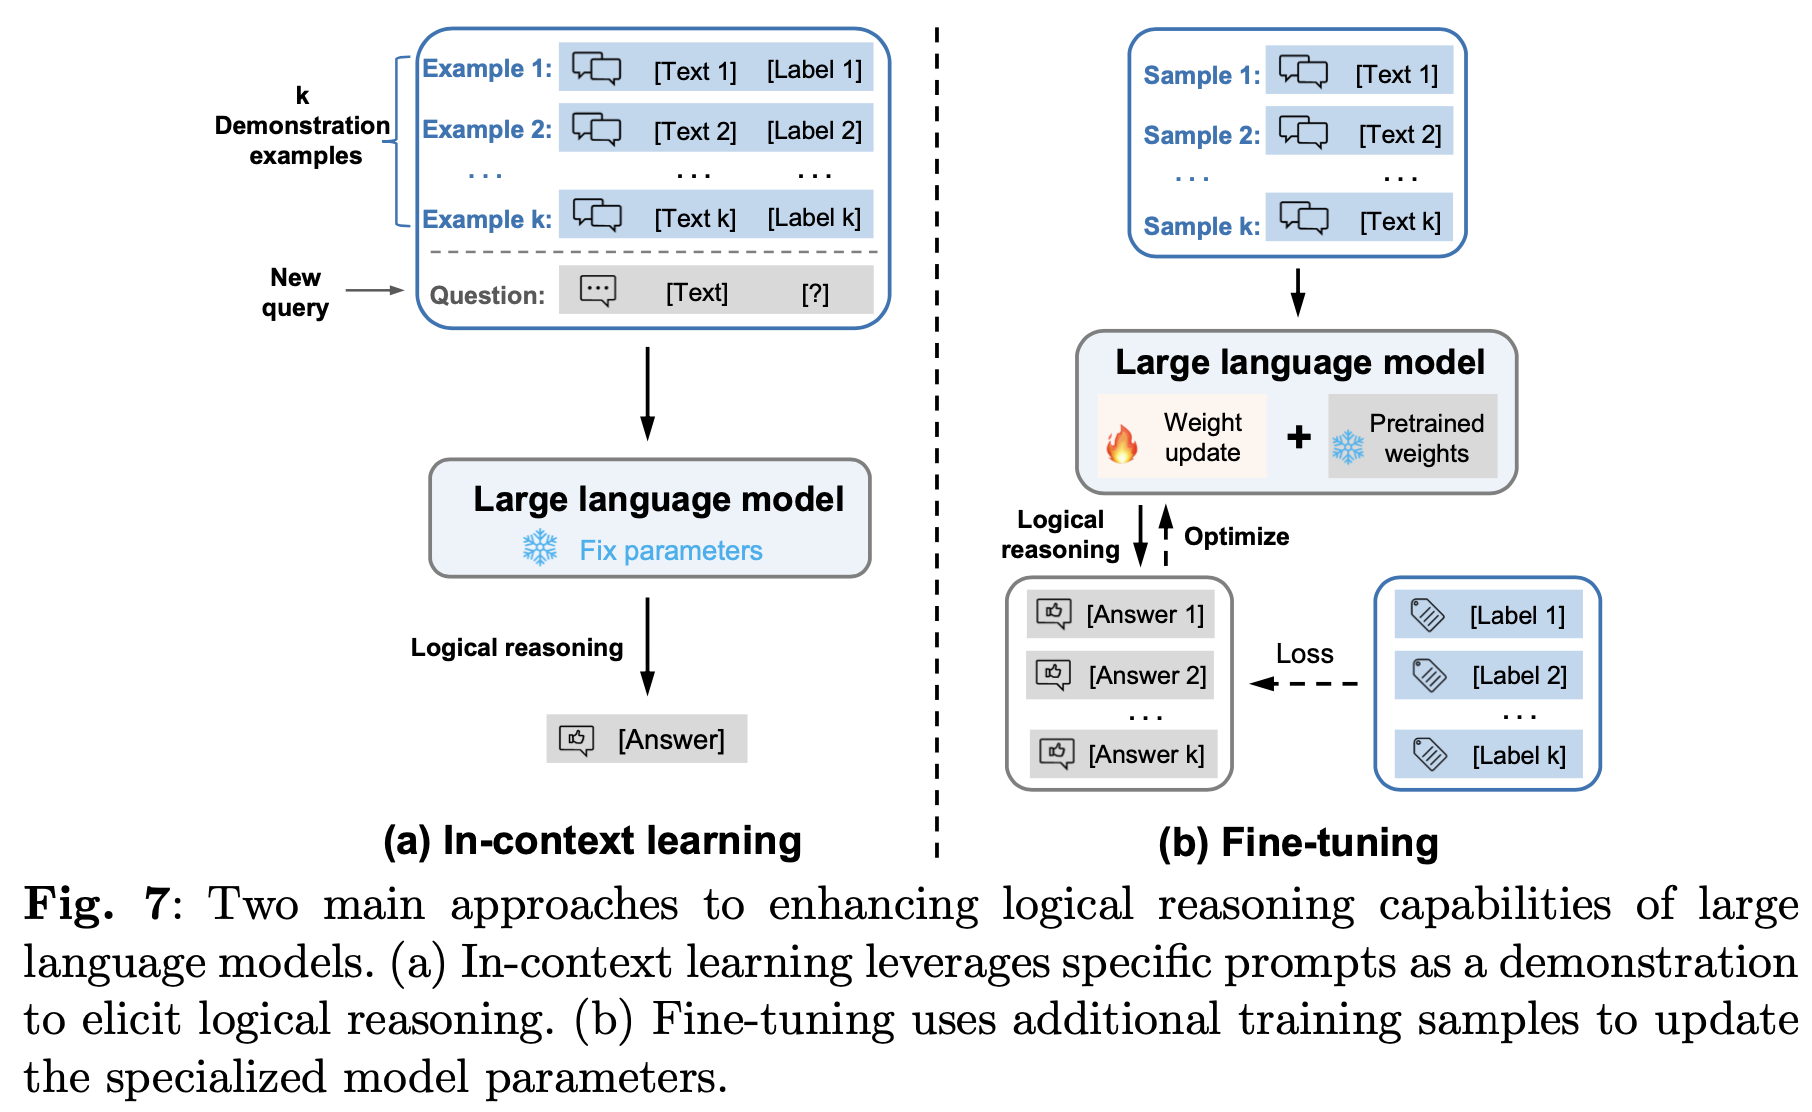 k
Demonstration
examples
Example 1: [Text 1] [Label 1]
Example 2: [Text 2] [Label 2]
... ... ...
Example k: [Text k] [Label k]
New
query
Question: [Text] [?]
Large language model
Fix parameters
Logical reasoning
[Answer]
(a) In-context learning
Sample 1: [Text 1]
Sample 2: [Text 2]
... ...
Sample k: [Text k]
Large language model
Weight
update
+
Pretrained
weights
Logical
reasoning
Optimize
[Answer 1]
[Answer 2]
...
[Answer k]
Loss
[Label 1]
[Label 2]
...
[Label k]
(b) Fine-tuning
Fig. 7: Two main approaches to enhancing logical reasoning capabilities of large
language models. (a) In-context learning leverages specific prompts as a demonstration
to elicit logical reasoning. (b) Fine-tuning uses additional training samples to update
the specialized model parameters.